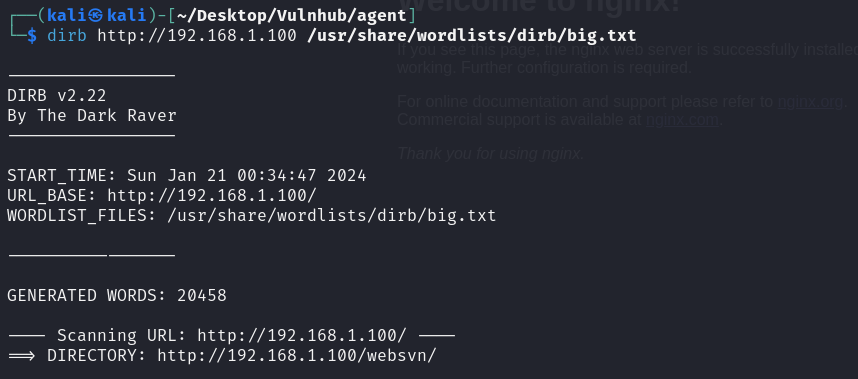 Welcome to nginx!
┌──(kali㉿kali)-[~/Desktop/Vulnhub/agent]
└─$ dirb http://192.168.1.100 /usr/share/wordlists/dirb/big.txt
If you see this page, the nginx web server is successfully installed
working. Further configuration is required.
-----------------
DIRB v2.22
By The Dark Raver
-----------------
For online documentation and support please refer to nginx.org.
Commercial support is available at nginx.com.
Thank you for using nginx.
START_TIME: Sun Jan 21 00:34:47 2024
URL_BASE: http://192.168.1.100/
WORDLIST_FILES: /usr/share/wordlists/dirb/big.txt
-----------------
GENERATED WORDS: 20458
---- Scanning URL: http://192.168.1.100/ ----
==> DIRECTORY: http://192.168.1.100/websvn/